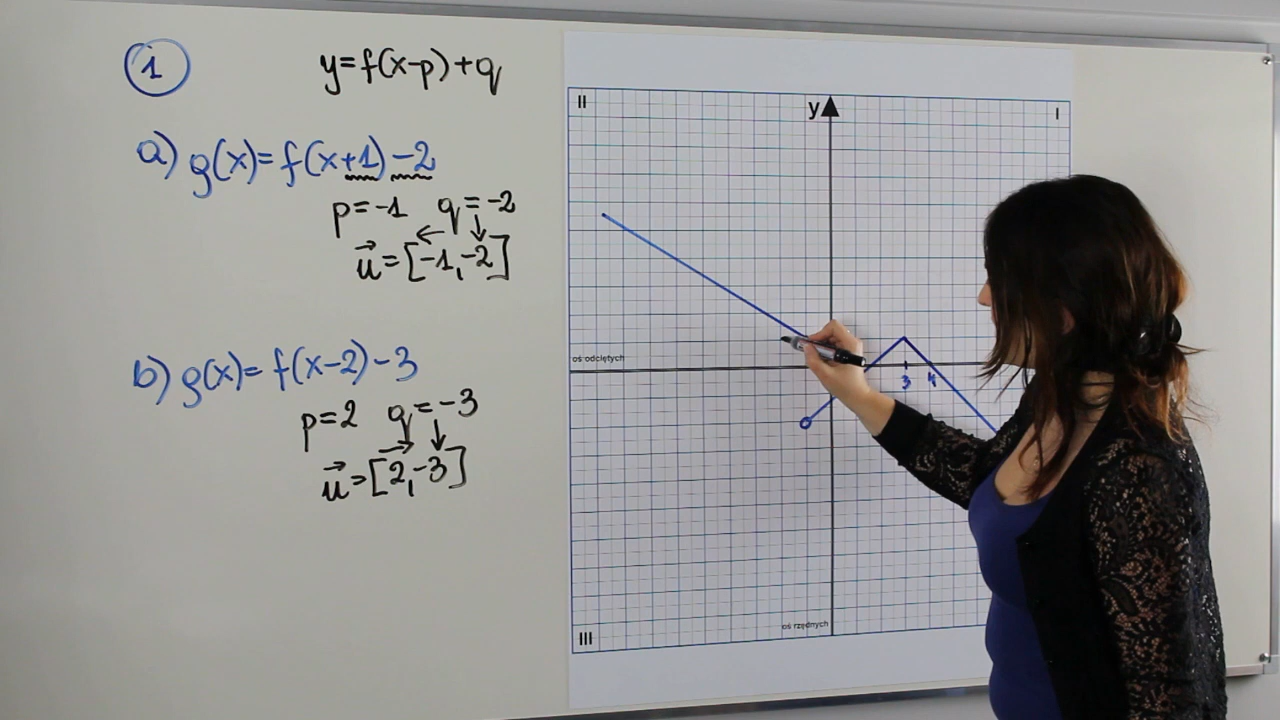 1
y=f(x-p)+q
a) g(x)=f(x+1)-2
p=-1 q=-2
u=[-1,-2]
b) g(x)=f(x-2)-3
p=2 q=-3
u=[2,-3]
II
y
I
oś odciętych
3 4
oś rzędnych
III